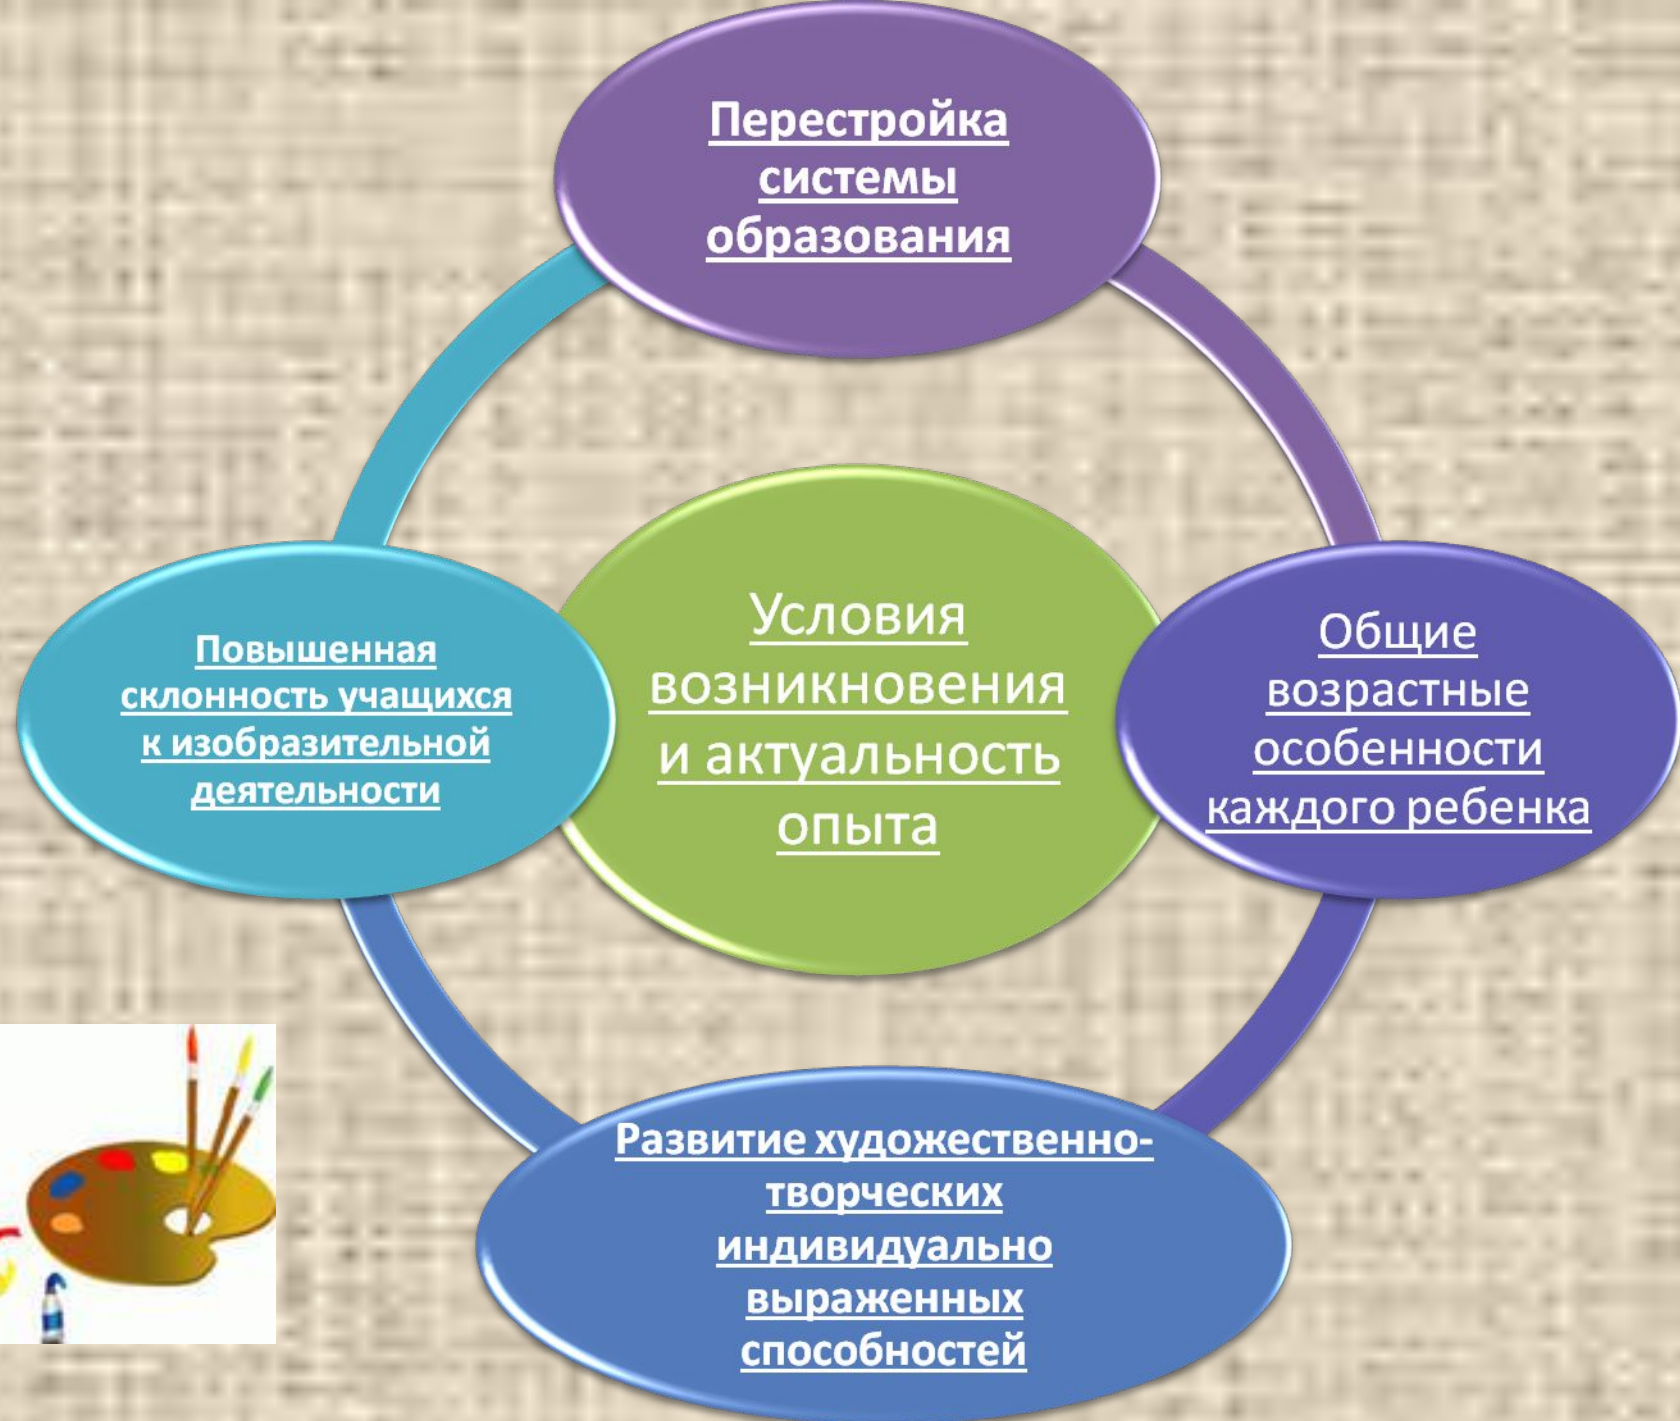 Перестройка
системы
образования
Повышенная
склонность учащихся
к изобразительной
деятельности
Условия
возникновения
и актуальность
опыта
Общие
возрастные
особенности
каждого ребенка
Развитие художественно-
творческих
индивидуально
выраженных
способностей